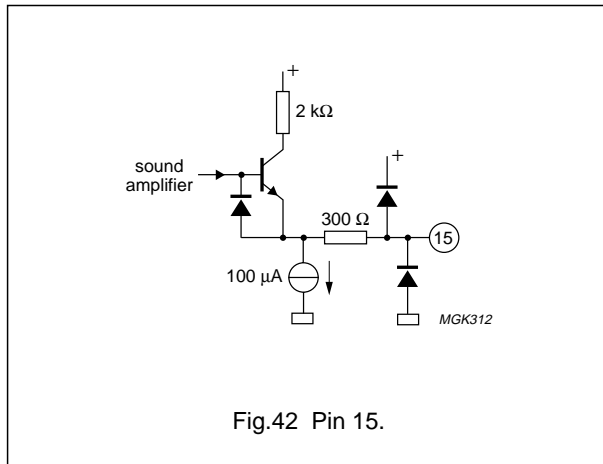 +
2 kΩ
sound
amplifier
+
300 Ω
15
100 μA
MGK312
Fig.42 Pin 15.